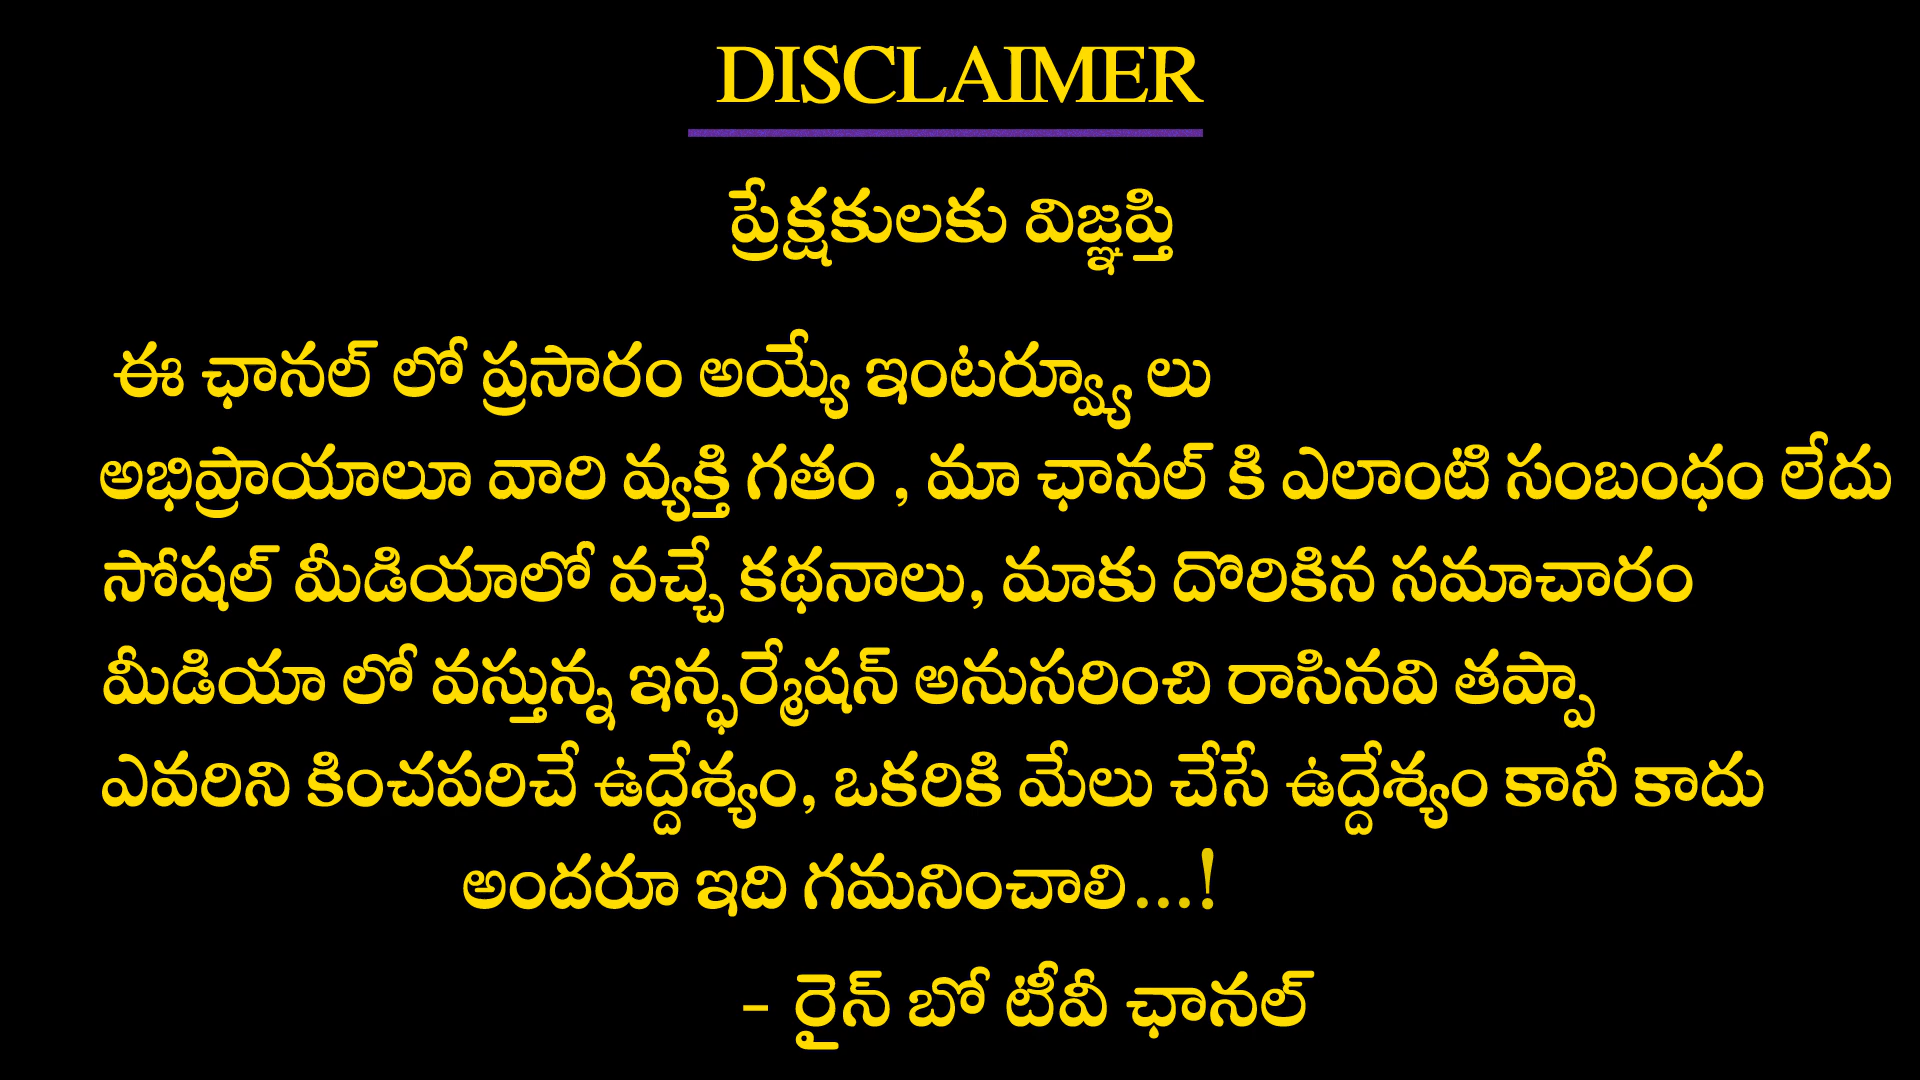 DISCLAIMER
ప్రేక్షకులకు విజ్ఞప్తి
ఈ ఛానల్ లో ప్రసారం అయ్యే ఇంటర్వ్యూ లు
అభిప్రాయాలూ వారి వ్యక్తి గతం , మా ఛానల్ కి ఎలాంటి సంబంధం లేదు
సోషల్ మీడియాలో వచ్చే కథనాలు, మాకు దొరికిన సమాచారం
మీడియా లో వస్తున్న ఇన్ఫర్మేషన్ అనుసరించి రాసినవి తప్పా
ఎవరిని కించపరిచే ఉద్దేశ్యం, ఒకరికి మేలు చేసే ఉద్దేశ్యం కానీ కాదు
అందరూ ఇది గమనించాలి...!
- రైన్ బో టీవీ ఛానల్